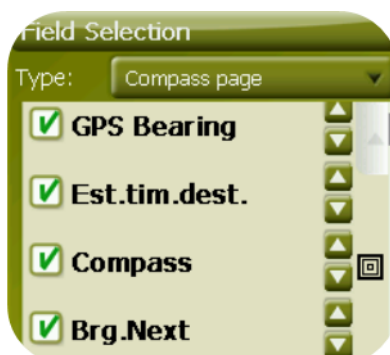 Field Selection
Type: Compass page
GPS Bearing
Est.tim.dest.
Compass
Brg.Next